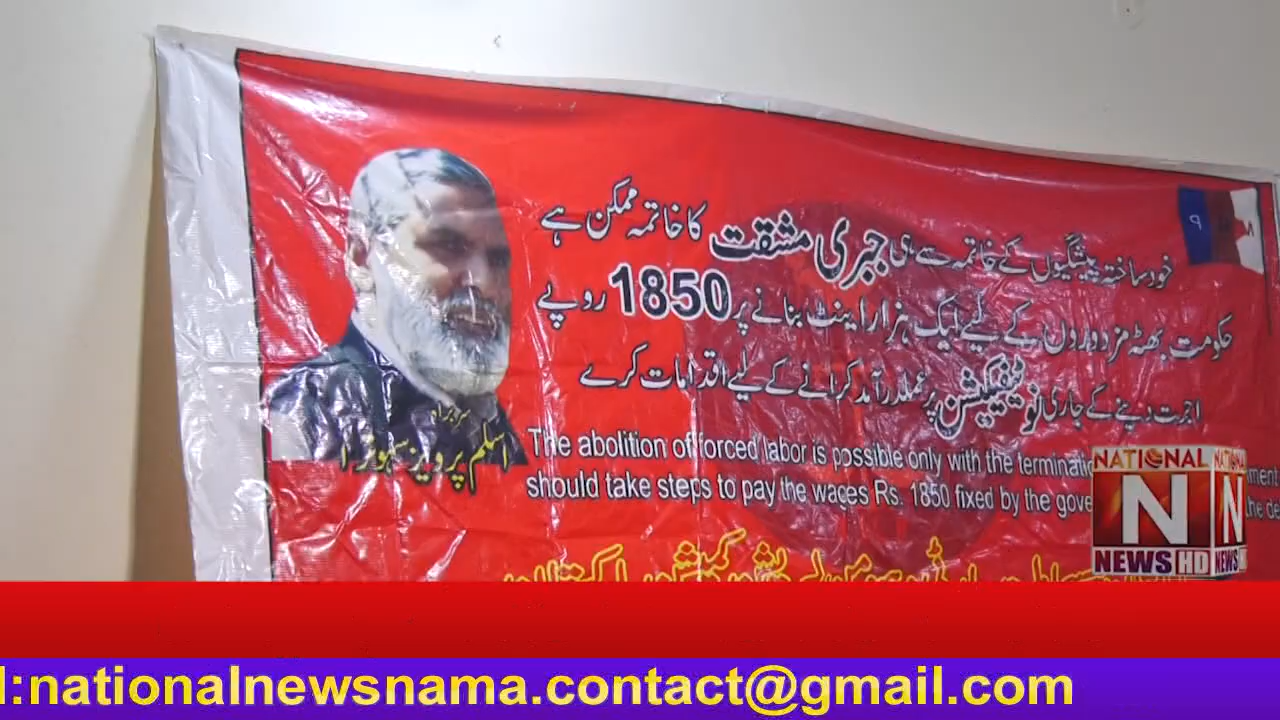 خود ساختہ پیشگیوں کے خاتمہ سے ہی جبری مشقت کا خاتمہ ممکن ہے
حکومت بھٹہ مزدوروں کے لیے ایک ہزار اینٹ بنانے پر 1850 روپے
اجرت دینے کے جاری نوٹیفکیشن پر عملدرآمد کرانے کے لیے اقدامات کرے
سربراہ
اسلم پرویز سہوترا
The abolition of forced labor is possible only with the
should take steps to pay the wages Rs. 1850 fixed by the
NATIONAL
N
NEWS HD
NATIONAL
N
NEWS
:nationalnewsnama.contact@gmail.com